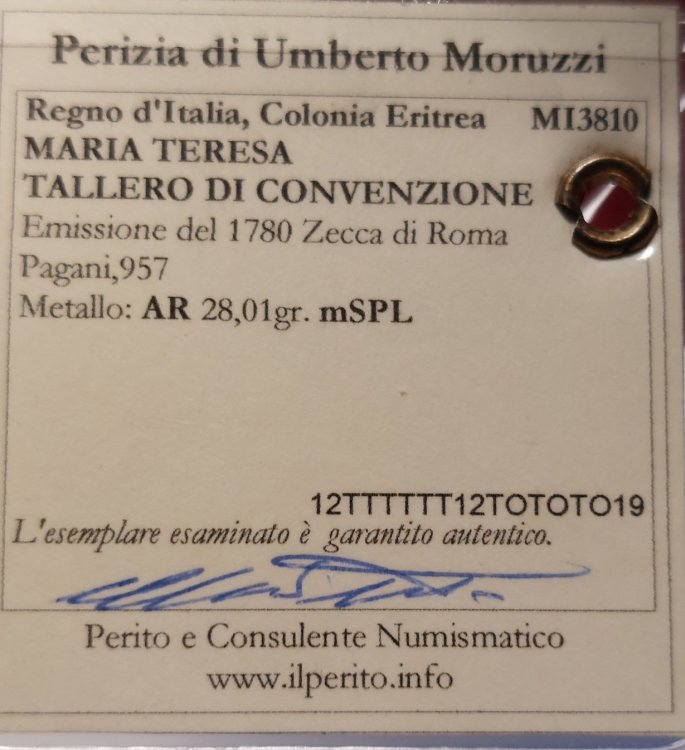 Perizia di Umberto Moruzzi
Regno d'Italia, Colonia Eritrea MI3810
MARIA TERESA
TALLERO DI CONVENZIONE
Emissione del 1780 Zecca di Roma
Pagani,957
Metallo: AR 28,01gr. mSPL
12TTTTTT12TOTOTO19
L'esemplare esaminato è garantito autentico.
Perito e Consulente Numismatico
www.ilperito.info